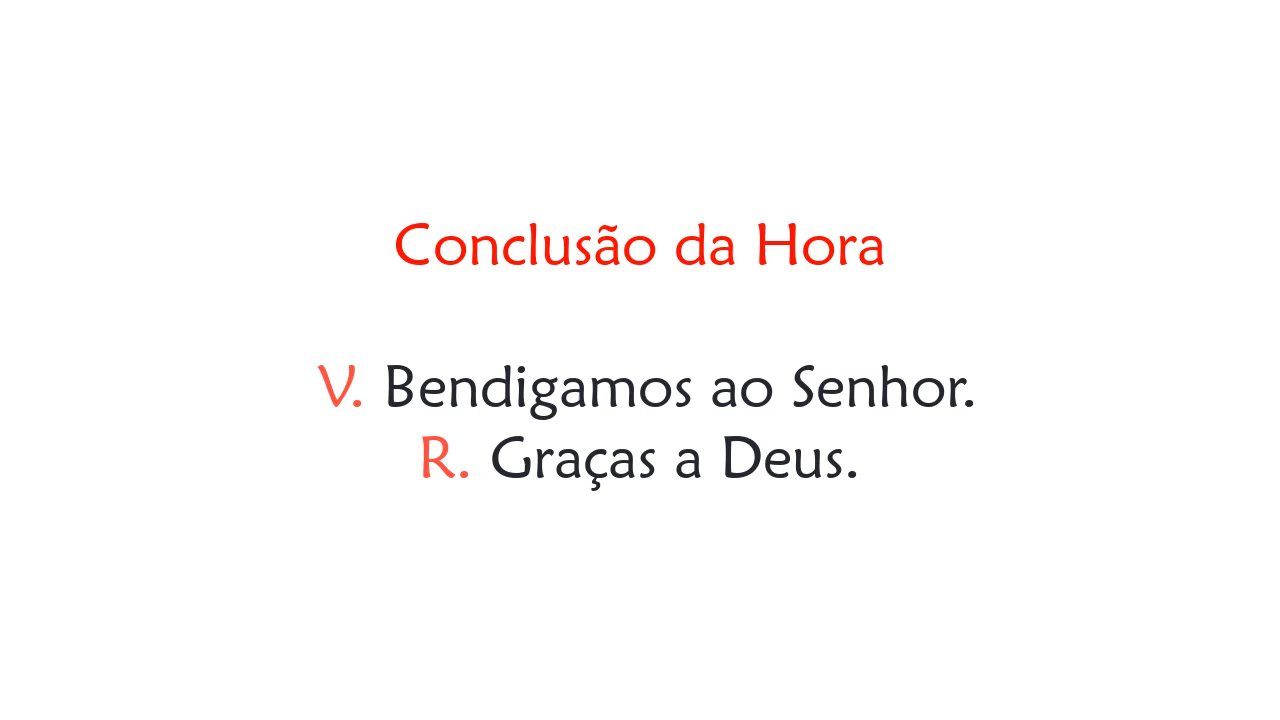 Conclusão da Hora
V. Bendigamos ao Senhor.
R. Graças a Deus.